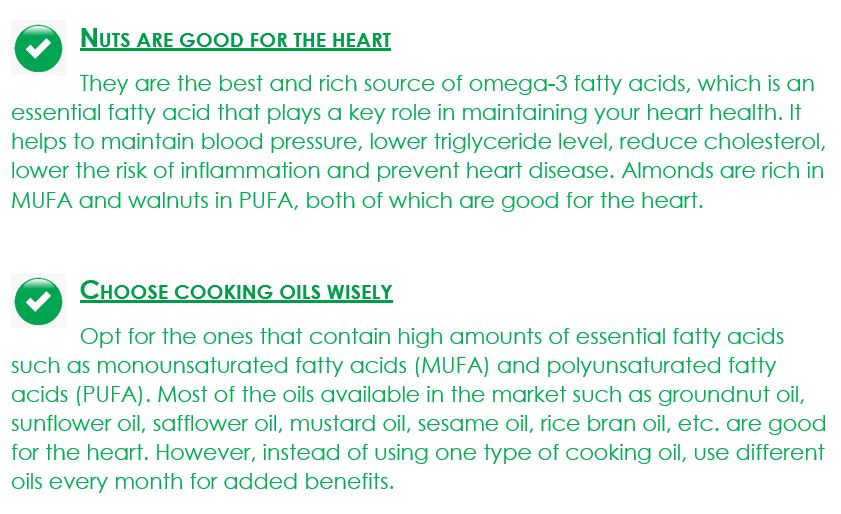 NUTS ARE GOOD FOR THE HEART
They are the best and rich source of omega-3 fatty acids, which is an
essential fatty acid that plays a key role in maintaining your heart health. It
helps to maintain blood pressure, lower triglyceride level, reduce cholesterol,
lower the risk of inflammation and prevent heart disease. Almonds are rich in
MUFA and walnuts in PUFA, both of which are good for the heart.
CHOOSE COOKING OILS WISELY
Opt for the ones that contain high amounts of essential fatty acids
such as monounsaturated fatty acids (MUFA) and polyunsaturated fatty
acids (PUFA). Most of the oils available in the market such as groundnut oil,
sunflower oil, safflower oil, mustard oil, sesame oil, rice bran oil, etc. are good
for the heart. However, instead of using one type of cooking oil, use different
oils every month for added benefits.